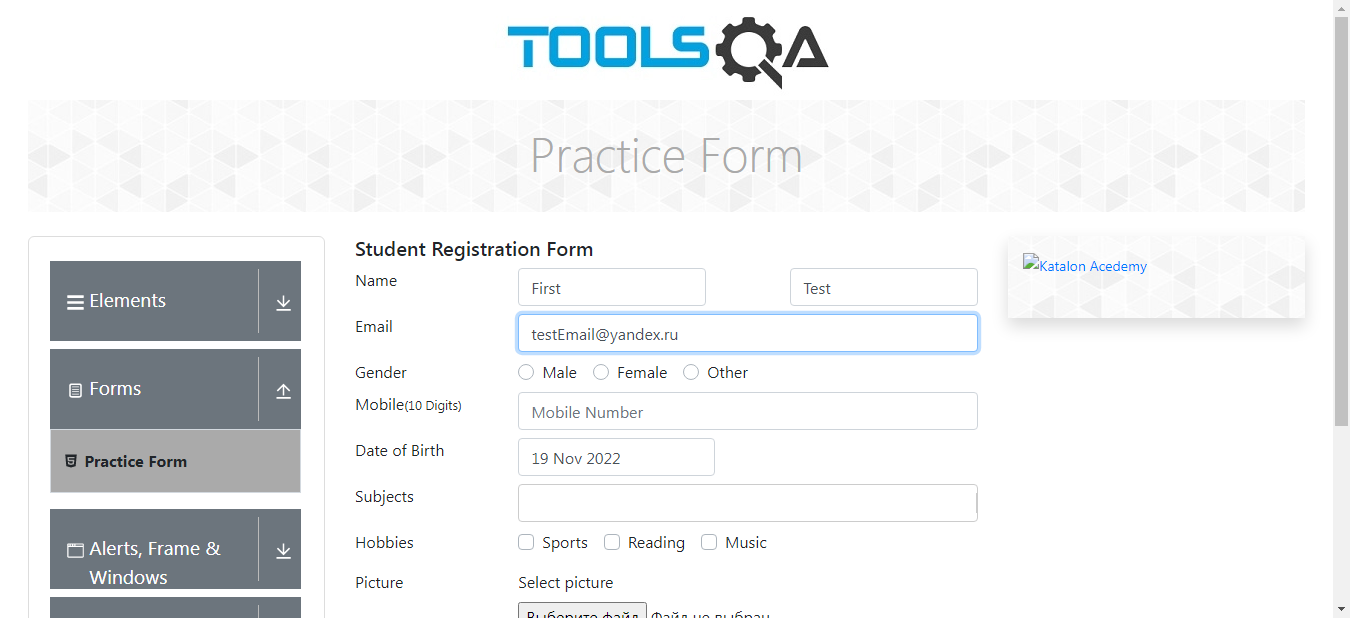 TOOLSQA
Practice Form
Elements
Forms
Practice Form
Alerts, Frame &
Windows
Student Registration Form
Name
First
Test
Email
testEmail@yandex.ru
Gender
Male
Female
Other
Mobile(10 Digits)
Mobile Number
Date of Birth
19 Nov 2022
Subjects
Hobbies
Sports
Reading
Music
Picture
Select picture
Выберите файл
Файл не выбран
Katalon Acedemy